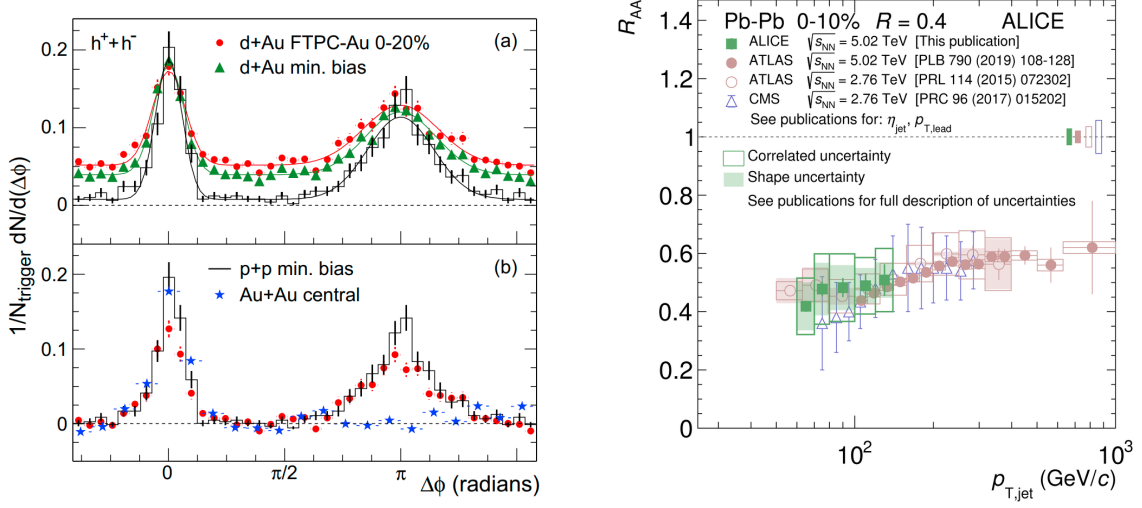 h⁺ + h⁻
(a)
d+Au FTPC-Au 0-20%
d+Au min. bias
0.2
0.1
0
1/N_trigger dN/d(Δϕ)
(b)
p+p min. bias
Au+Au central
0.2
0.1
0
0
π/2
π
Δϕ (radians)
R_AA
1.4
1.2
1
0.8
0.6
0.4
0.2
0
Pb-Pb 0-10% R = 0.4 ALICE
ALICE √s_NN = 5.02 TeV [This publication]
ATLAS √s_NN = 5.02 TeV [PLB 790 (2019) 108-128]
ATLAS √s_NN = 2.76 TeV [PRL 114 (2015) 072302]
CMS √s_NN = 2.76 TeV [PRC 96 (2017) 015202]
See publications for: η_jet, p_T,lead
Correlated uncertainty
Shape uncertainty
See publications for full description of uncertainties
10²
10³
p_T,jet (GeV/c)